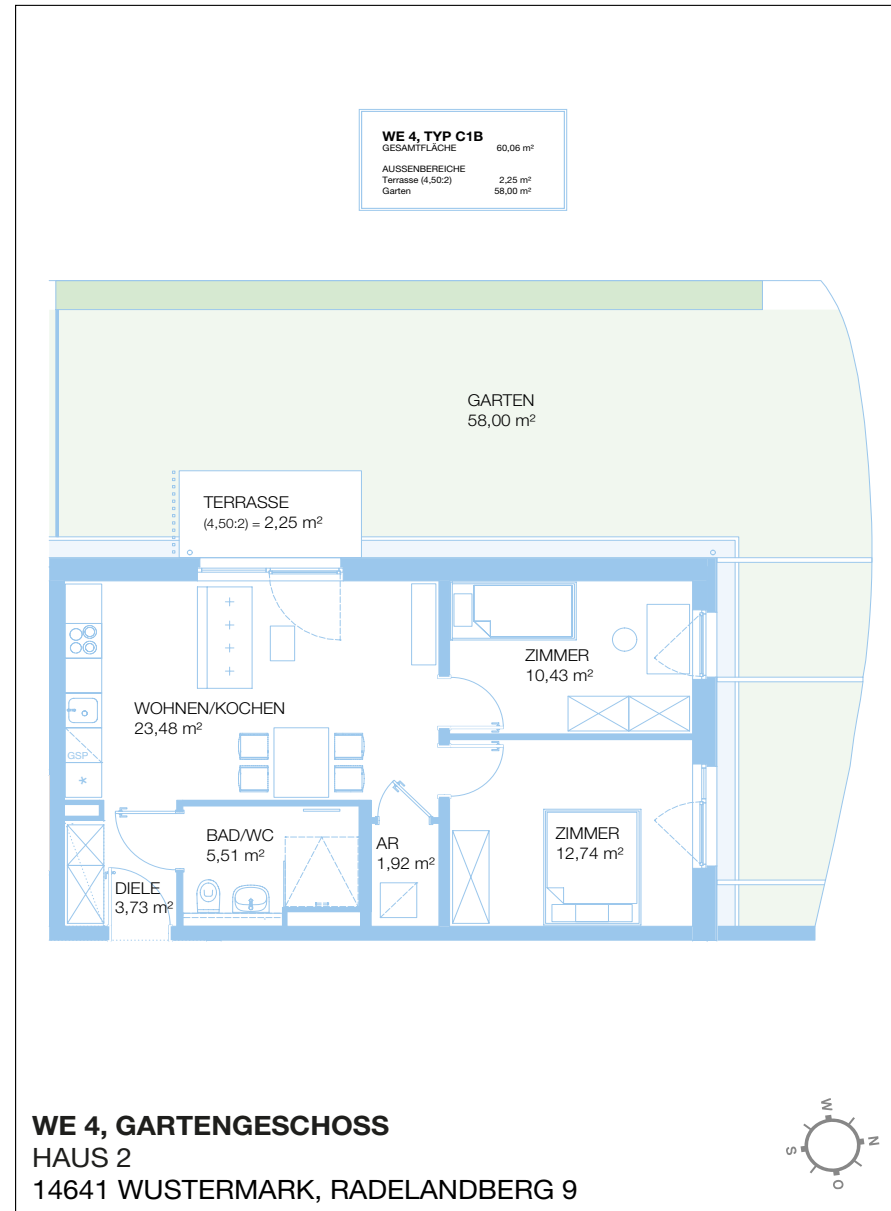 WE 4, TYP C1B
GESAMTFLÄCHE 60,06 m²
AUSSENBEREICHE
Terrasse (4,50:2) 2,25 m²
Garten 58,00 m²
GARTEN
58,00 m²
TERRASSE
(4,50:2) = 2,25 m²
ZIMMER
10,43 m²
WOHNEN/KOCHEN
23,48 m²
GSP
BAD/WC
5,51 m²
AR
1,92 m²
ZIMMER
12,74 m²
DIELE
3,73 m²
WE 4, GARTENGESCHOSS
HAUS 2
14641 WUSTERMARK, RADELANDBERG 9
W
N
S
O